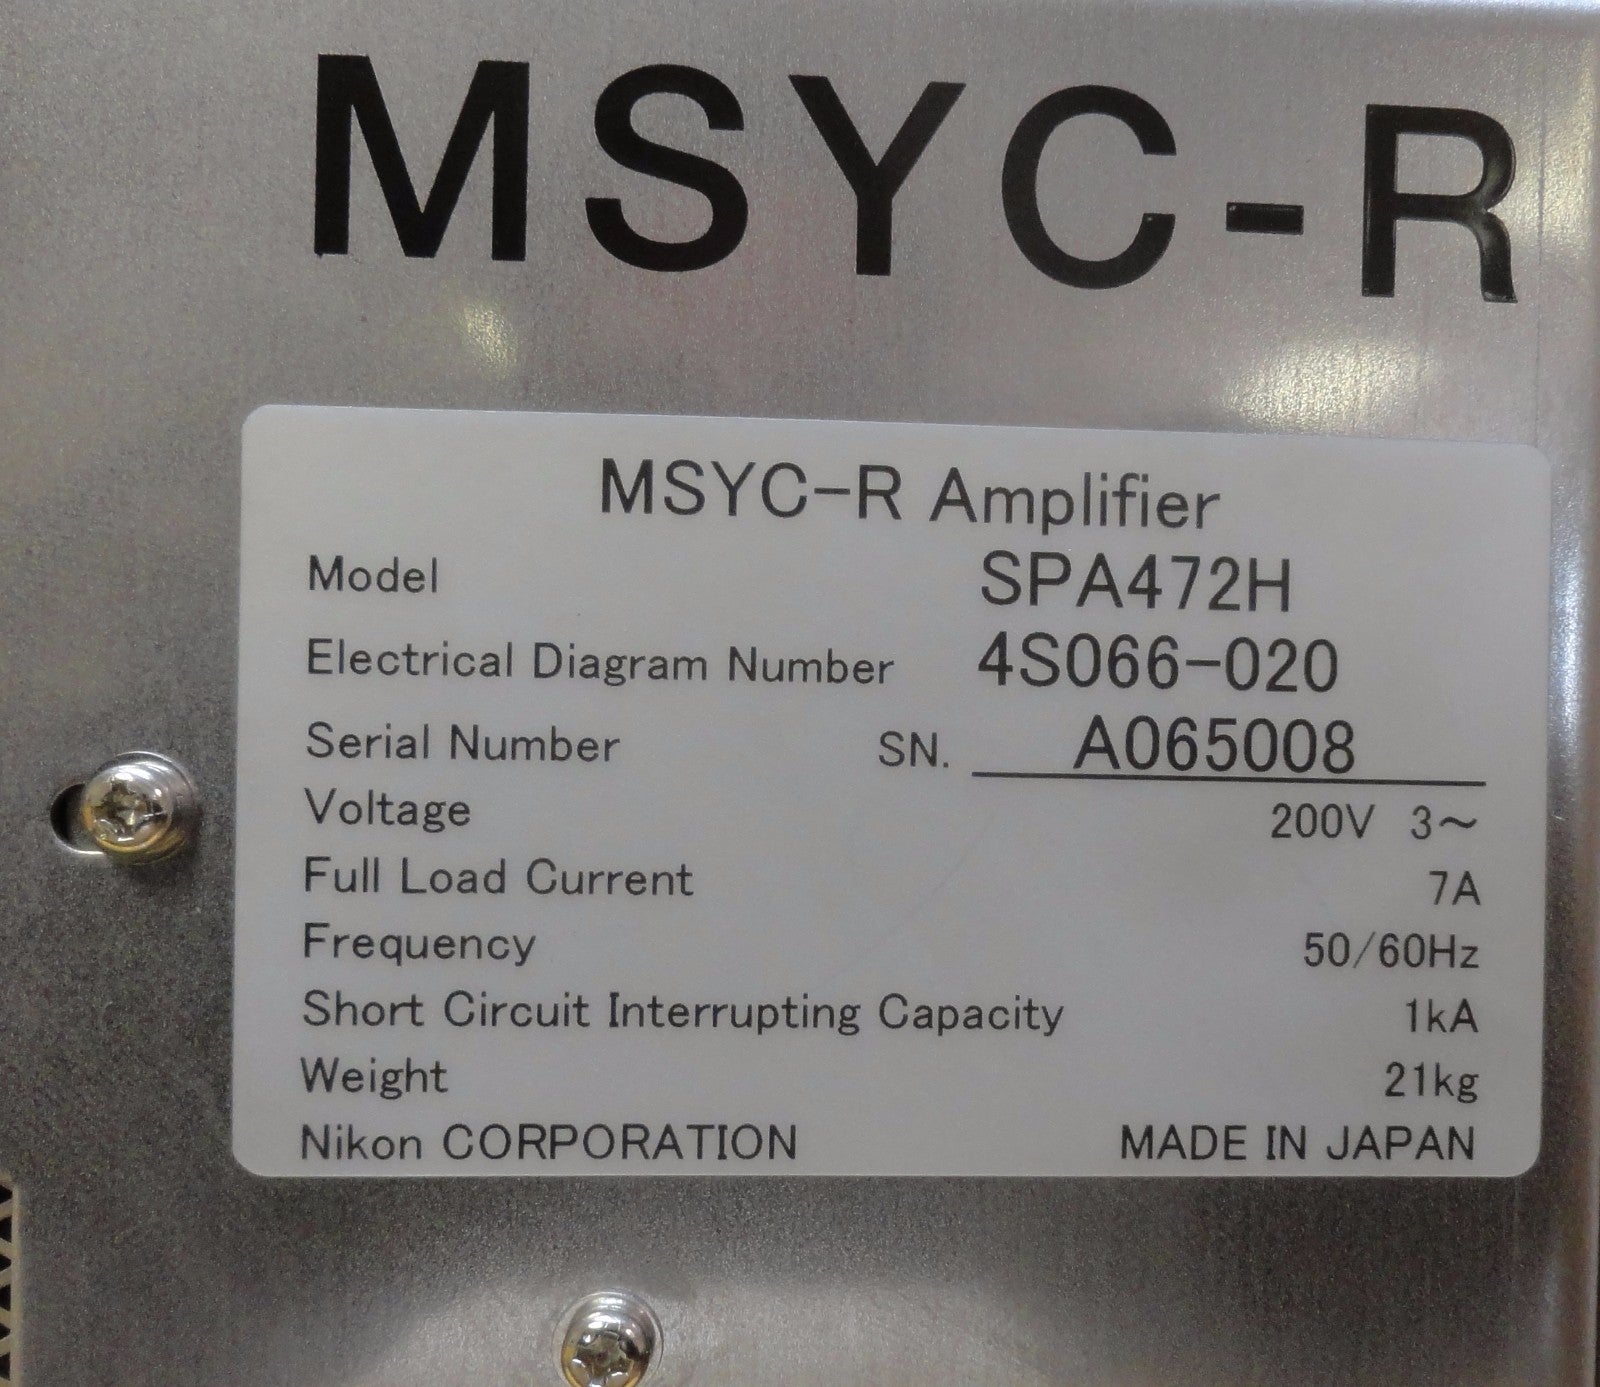 MSYC-R
MSYC-R Amplifier
Model SPA472H
Electrical Diagram Number 4S066-020
Serial Number SN. A065008
Voltage 200V 3~
Full Load Current 7A
Frequency 50/60Hz
Short Circuit Interrupting Capacity 1kA
Weight 21kg
Nikon CORPORATION MADE IN JAPAN